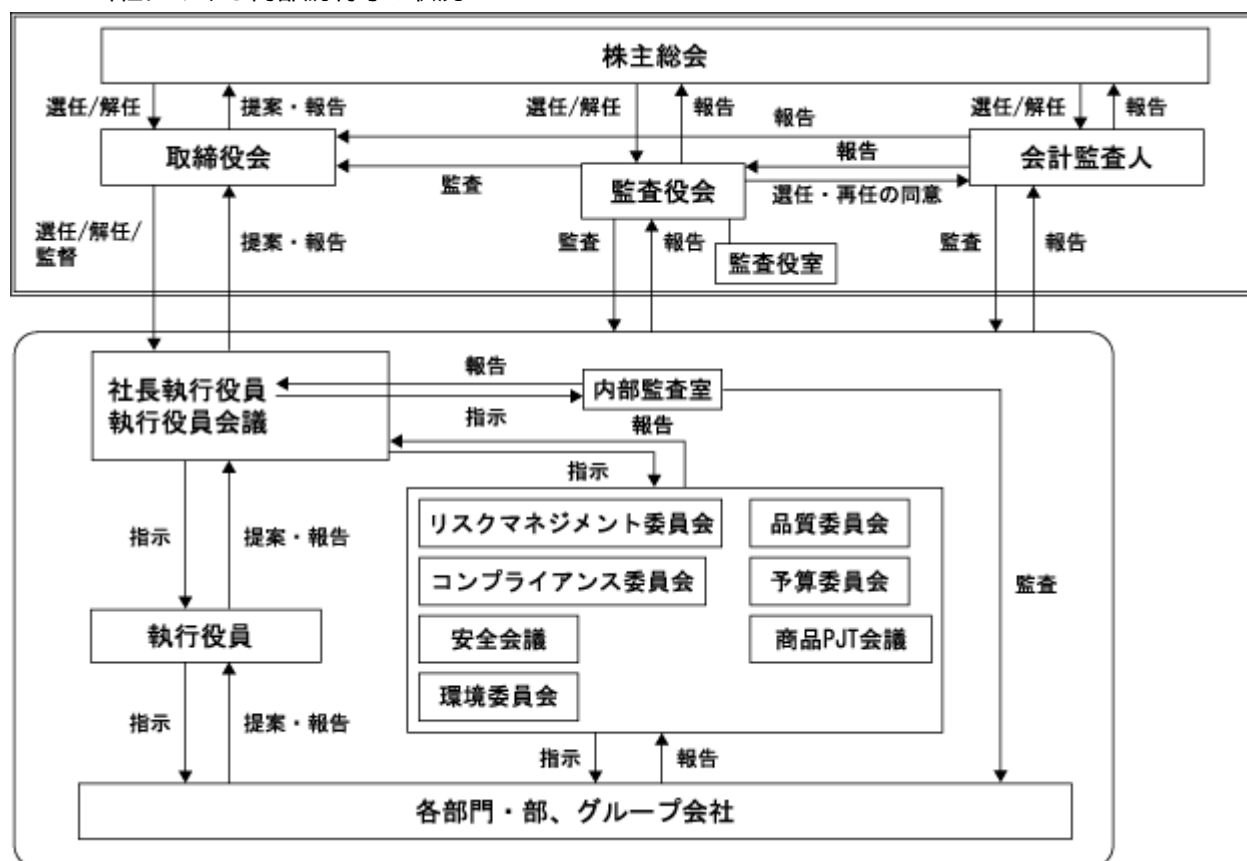 株主総会
選任/解任
提案・報告
選任/解任
報告
選任/解任
報告
報告
取締役会
会計監査人
報告
監査
監査役会
選任・再任の同意
選任/解任/
監督
提案・報告
監査
報告
監査
報告
監査役室
社長執行役員
執行役員会議
報告
内部監査室
指示
報告
指示
リスクマネジメント委員会
品質委員会
コンプライアンス委員会
予算委員会
安全会議
商品PJT会議
環境委員会
指示
提案・報告
監査
執行役員
指示
提案・報告
指示
報告
各部門・部、グループ会社